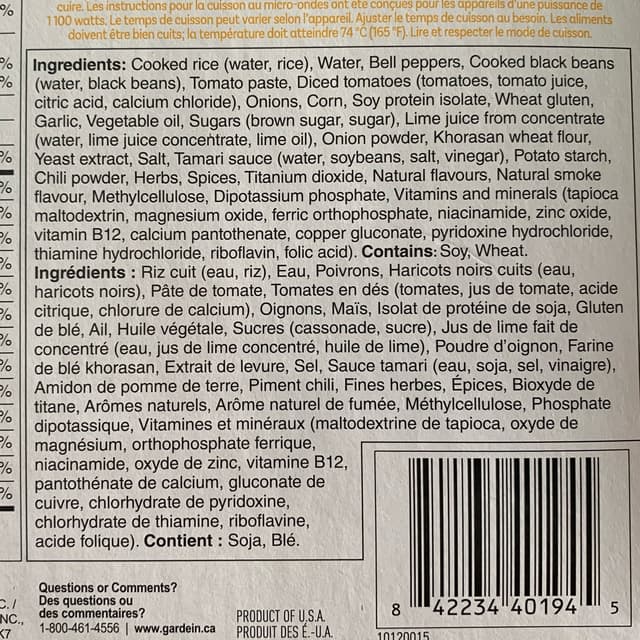 cuire. Les instructions pour la cuisson au micro-ondes ont été conçues pour les appareils d'une puissance de
1 100 watts. Le temps de cuisson peut varier selon l'appareil. Ajuster le temps de cuisson au besoin. Les aliments
doivent être bien cuits; la température doit atteindre 74 °C (165 °F). Lire et respecter le mode de cuisson.
Ingredients: Cooked rice (water, rice), Water, Bell peppers, Cooked black beans
(water, black beans), Tomato paste, Diced tomatoes (tomatoes, tomato juice,
citric acid, calcium chloride), Onions, Corn, Soy protein isolate, Wheat gluten,
Garlic, Vegetable oil, Sugars (brown sugar, sugar), Lime juice from concentrate
(water, lime juice concentrate, lime oil), Onion powder, Khorasan wheat flour,
Yeast extract, Salt, Tamari sauce (water, soybeans, salt, vinegar), Potato starch,
Chili powder, Herbs, Spices, Titanium dioxide, Natural flavours, Natural smoke
flavour, Methylcellulose, Dipotassium phosphate, Vitamins and minerals (tapioca
maltodextrin, magnesium oxide, ferric orthophosphate, niacinamide, zinc oxide,
vitamin B12, calcium pantothenate, copper gluconate, pyridoxine hydrochloride,
thiamine hydrochloride, riboflavin, folic acid). Contains: Soy, Wheat.
Ingrédients : Riz cuit (eau, riz), Eau, Poivrons, Haricots noirs cuits (eau,
haricots noirs), Pâte de tomate, Tomates en dés (tomates, jus de tomate, acide
citrique, chlorure de calcium), Oignons, Maïs, Isolat de protéine de soja, Gluten
de blé, Ail, Huile végétale, Sucres (cassonade, sucre), Jus de lime fait de
concentré (eau, jus de lime concentré, huile de lime), Poudre d'oignon, Farine
de blé khorasan, Extrait de levure, Sel, Sauce tamari (eau, soja, sel, vinaigre),
Amidon de pomme de terre, Piment chili, Fines herbes, Épices, Bioxyde de
titane, Arômes naturels, Arôme naturel de fumée, Méthylcellulose, Phosphate
dipotassique, Vitamines et minéraux (maltodextrine de tapioca, oxyde de
magnésium, orthophosphate ferrique,
niacinamide, oxyde de zinc, vitamine B12,
pantothénate de calcium, gluconate de
cuivre, chlorhydrate de pyridoxine,
chlorhydrate de thiamine, riboflavine,
acide folique). Contient : Soja, Blé.
Questions or Comments?
Des questions ou
des commentaires?
1-800-461-4556 | www.gardein.ca
PRODUCT OF U.S.A.
PRODUIT DES É.-U.A.
8 42234 40194 5
10120015